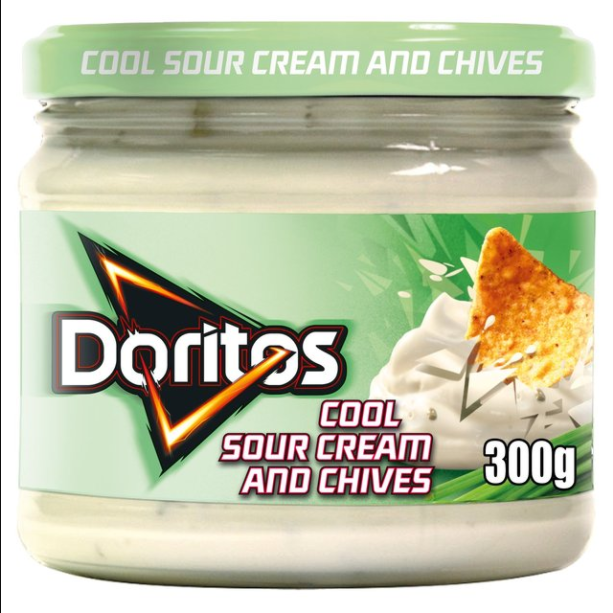 COOL SOUR CREAM AND CHIVES
Doritos
COOL
SOUR CREAM
AND CHIVES
300g